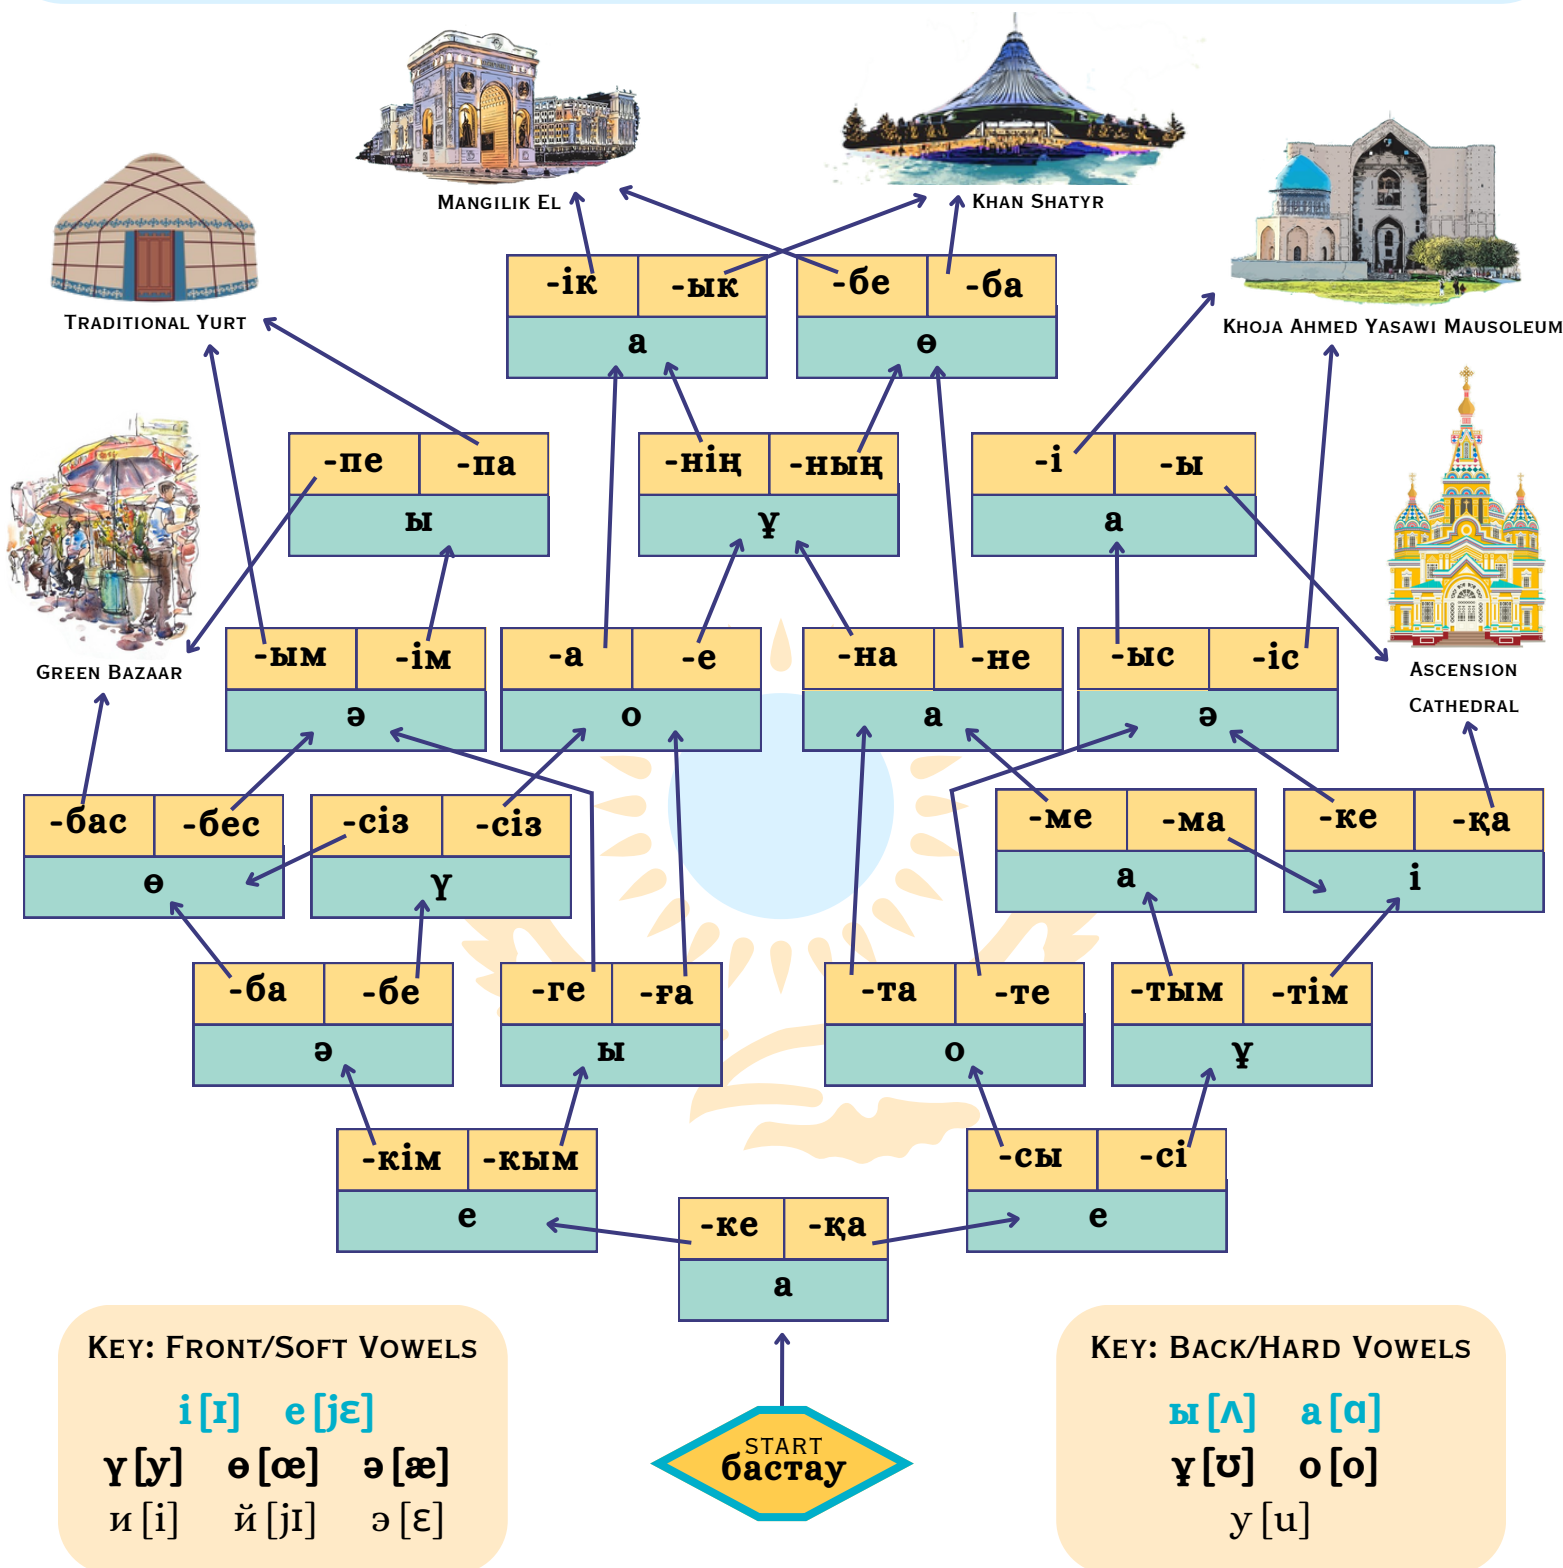 MANGILIK EL
KHAN SHATYR
TRADITIONAL YURT
KHOJA AHMED YASAWI MAUSOLEUM
-ік -ык
а
-бе -ба
ө
-пе -па
ы
-нің -ның
ұ
-і -ы
а
GREEN BAZAAR
ASCENSION
CATHEDRAL
-ым -ім
ә
-а -е
о
-на -не
а
-ыс -іс
ә
-бас -бес
ө
-сіз -сіз
ү
-ме -ма
а
-ке -қа
і
-ба -бе
ә
-ге -ға
ы
-та -те
о
-тым -тім
ұ
-кім -кым
е
-сы -сі
е
-ке -қа
а
KEY: FRONT/SOFT VOWELS
і [ɪ] е [jɛ]
ү [y] ө [œ] ә [æ]
и [i] й [jɪ] э [ɛ]
START
бастау
KEY: BACK/HARD VOWELS
ы [ʌ] а [ɑ]
ұ [ʊ] о [o]
у [u]